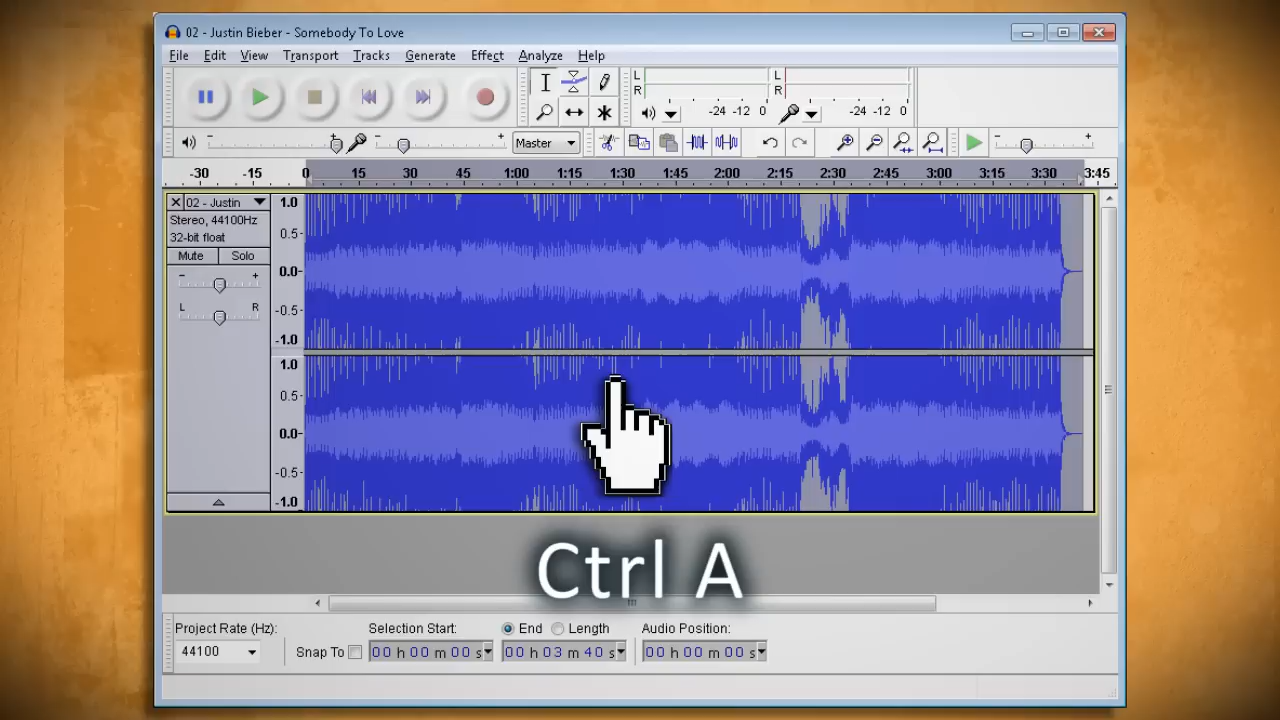 02 - Justin Bieber - Somebody To Love
File Edit View Transport Tracks Generate Effect Analyze Help
L
R
-24 -12 0
L
R
-24 -12 0
- +
- +
Master
- +
-30 -15 0 15 30 45 1:00 1:15 1:30 1:45 2:00 2:15 2:30 2:45 3:00 3:15 3:30 3:45
02 - Justin
Stereo, 44100Hz
32-bit float
Mute Solo
- +
L R
1.0
0.5-
0.0-
-0.5-
-1.0
1.0
0.5-
0.0-
-0.5-
-1.0
Ctrl A
Project Rate (Hz):
44100
Snap To
Selection Start:
00 h 00 m 00 s
End Length
00 h 03 m 40 s
Audio Position:
00 h 00 m 00 s